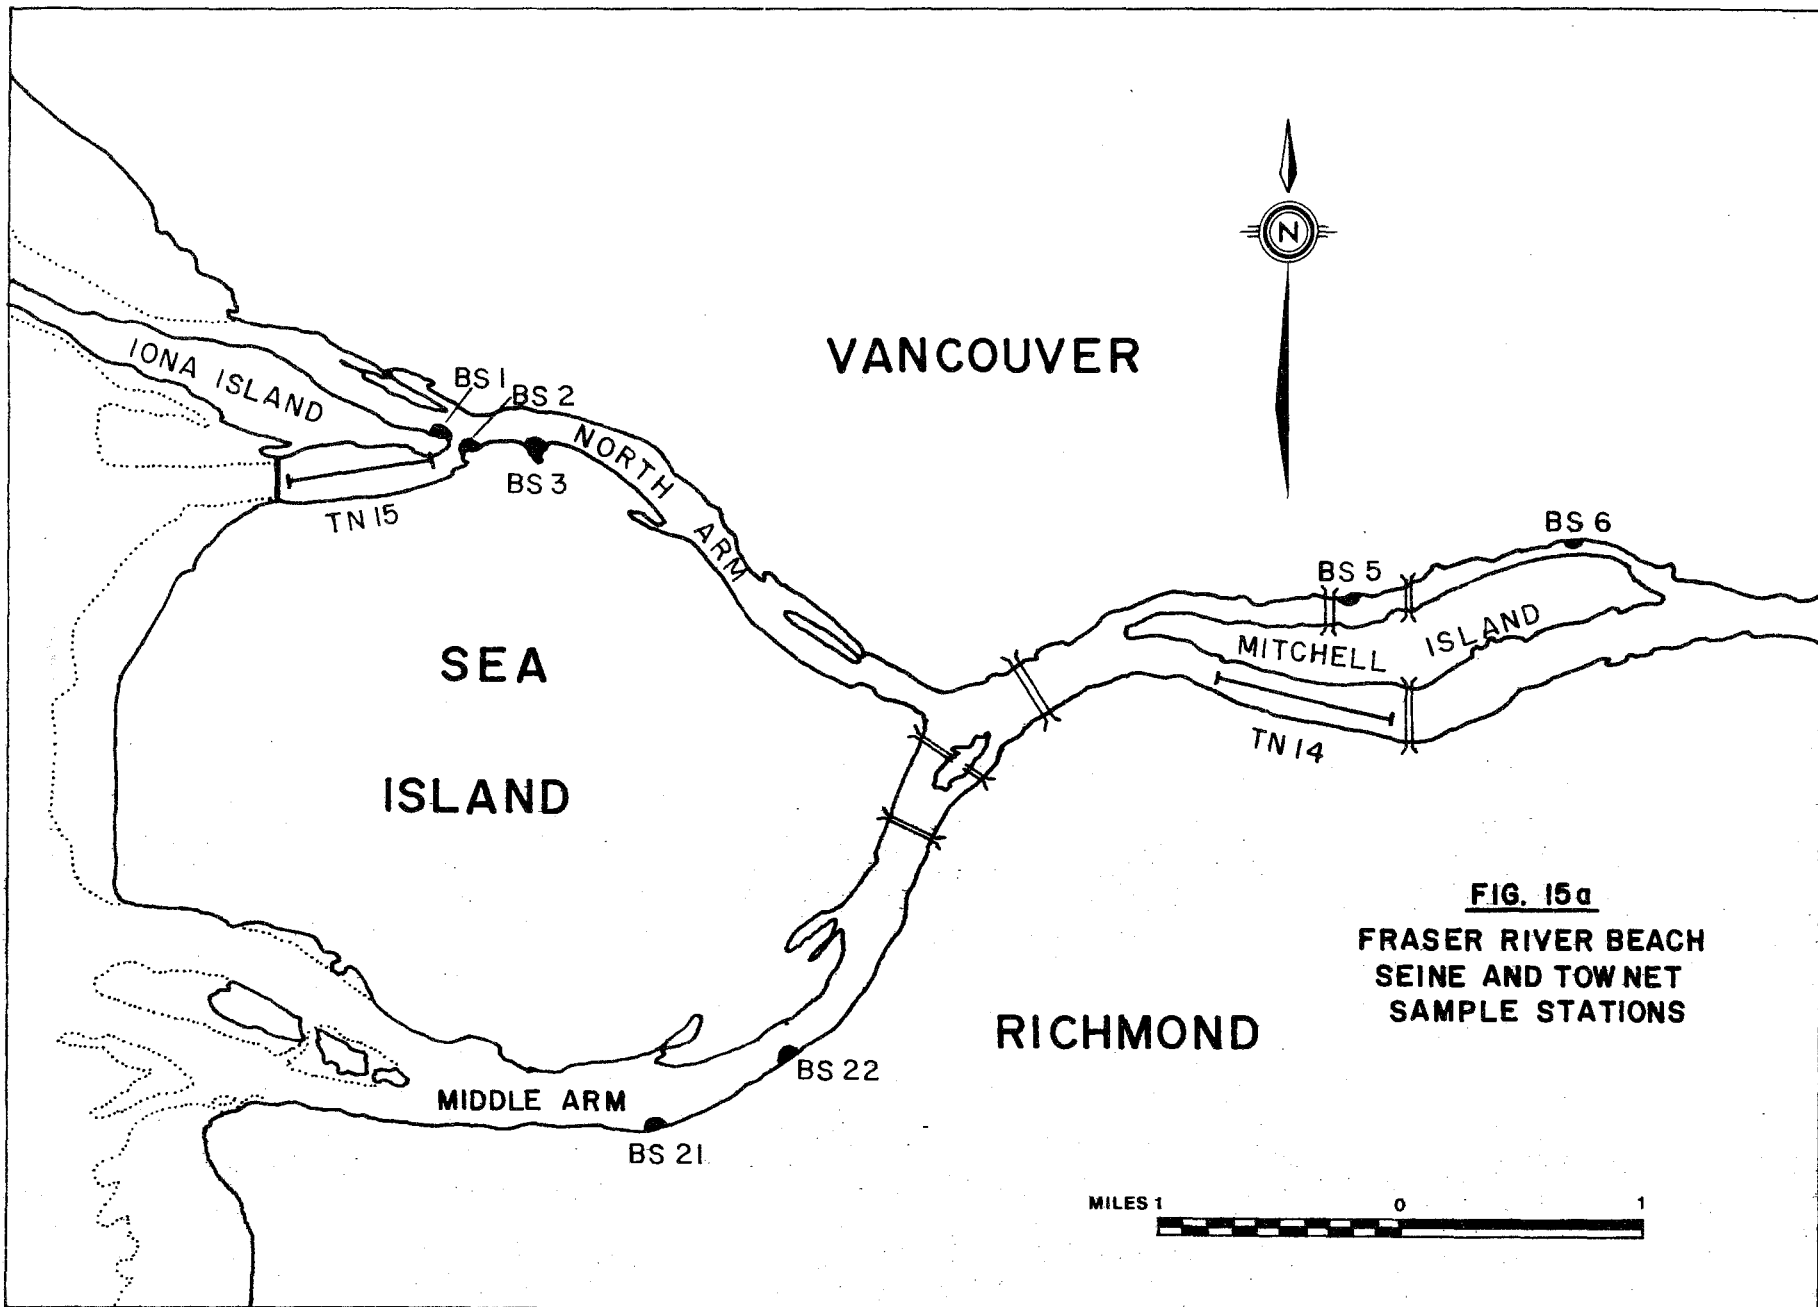 N
VANCOUVER
IONA ISLAND
BS 1
BS 2
NORTH ARM
BS 3
TN 15
BS 6
BS 5
MITCHELL ISLAND
TN 14
SEA
ISLAND
FIG. 15a
FRASER RIVER BEACH
SEINE AND TOW NET
SAMPLE STATIONS
RICHMOND
BS 22
MIDDLE ARM
BS 21
MILES 1 0 1